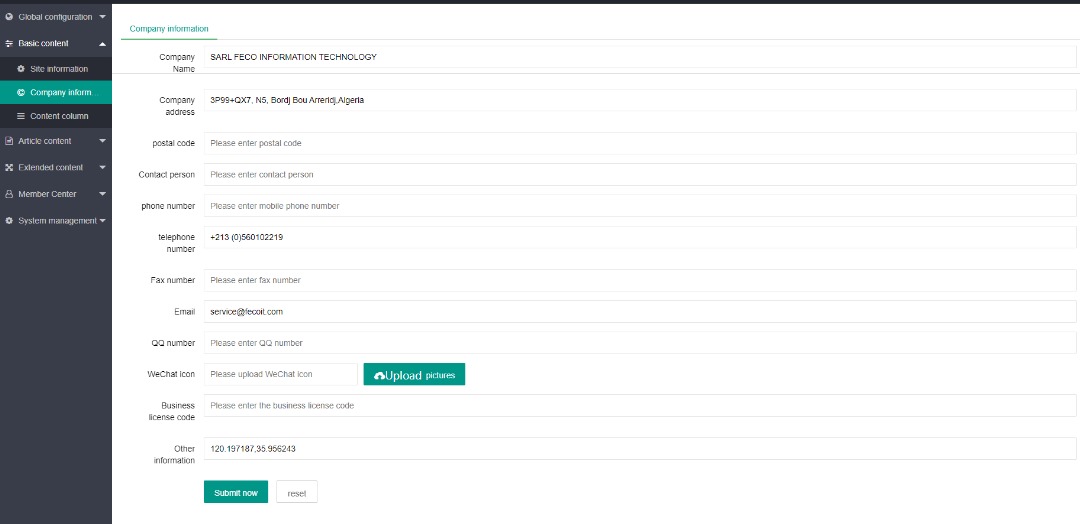 Global configuration
Basic content
Site information
Company inform...
Content column
Article content
Extended content
Member Center
System management
Company information
Company
Name
SARL FECO INFORMATION TECHNOLOGY
Company
address
3P99+QX7, N5, Bordj Bou Arreridj,Algeria
postal code
Please enter postal code
Contact person
Please enter contact person
phone number
Please enter mobile phone number
telephone
number
+213 (0)560102219
Fax number
Please enter fax number
Email
service@fecoit.com
QQ number
Please enter QQ number
WeChat icon
Please upload WeChat icon
Upload pictures
Business
license code
Please enter the business license code
Other
information
120.197187,35.956243
Submit now
reset